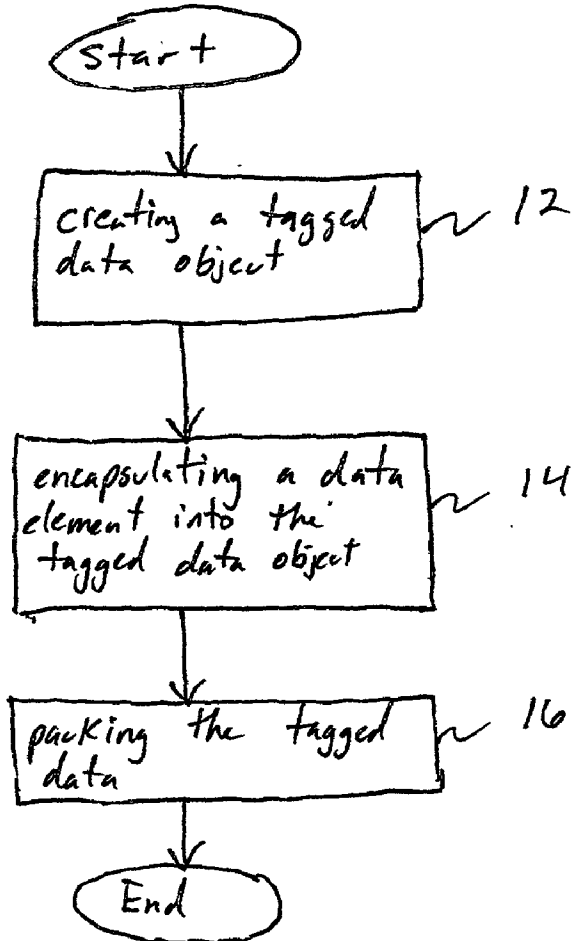 Start
creating a tagged
data object
12
encapsulating a data
element into the
tagged data object
14
packing the tagged
data
16
End